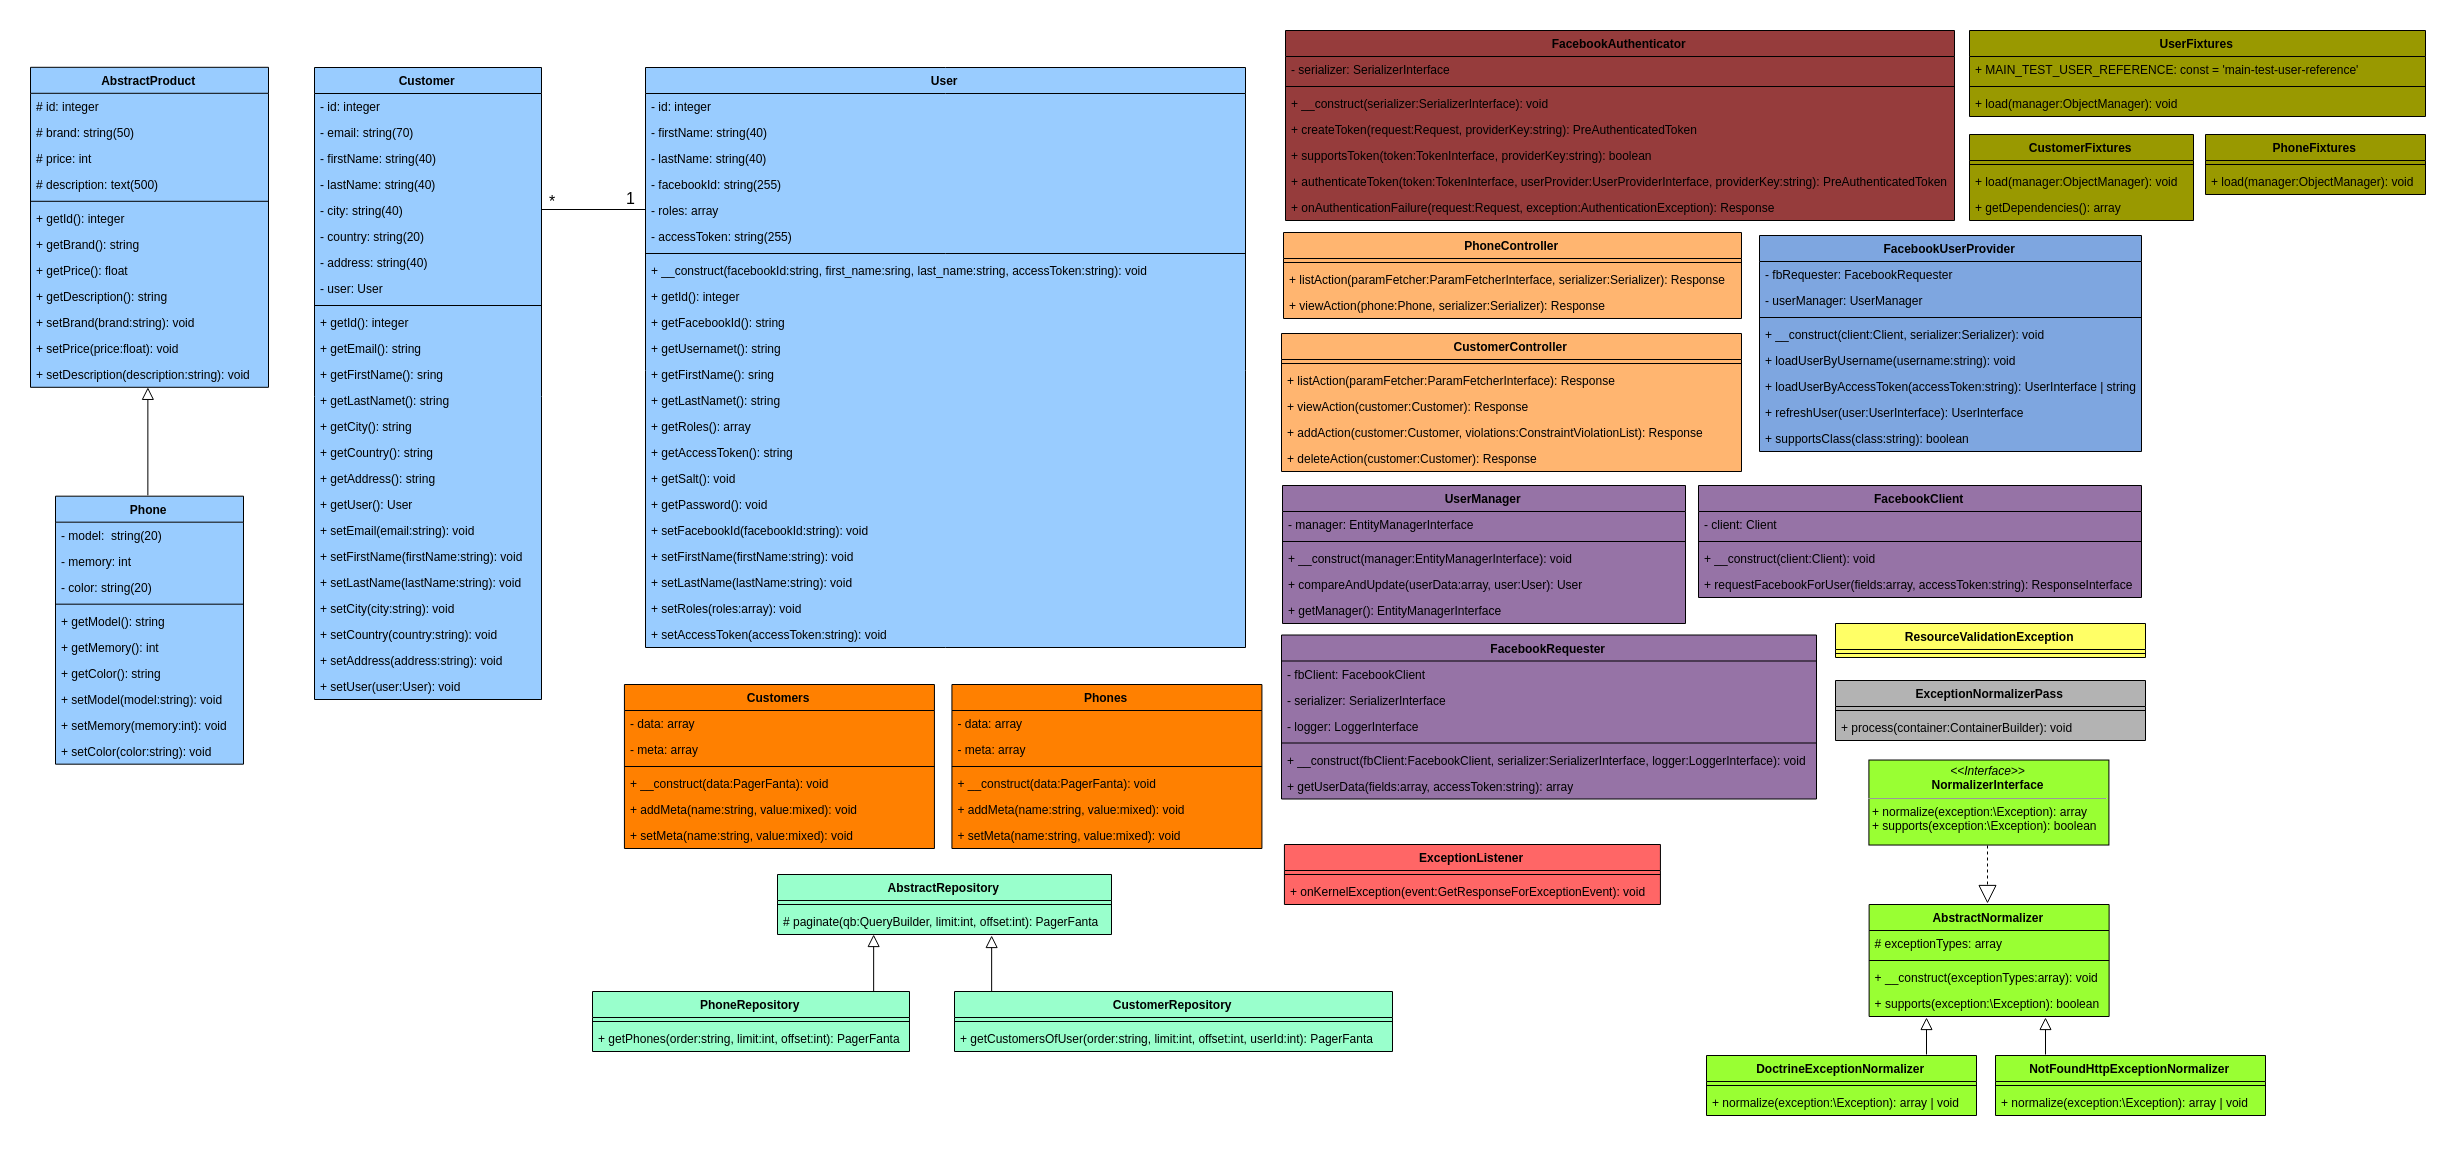 AbstractProduct
# id: integer
# brand: string(50)
# price: int
# description: text(500)
+ getId(): integer
+ getBrand(): string
+ getPrice(): float
+ getDescription(): string
+ setBrand(brand:string): void
+ setPrice(price:float): void
+ setDescription(description:string): void
Phone
- model:  string(20)
- memory: int
- color: string(20)
+ getModel(): string
+ getMemory(): int
+ getColor(): string
+ setModel(model:string): void
+ setMemory(memory:int): void
+ setColor(color:string): void
Customer
- id: integer
- email: string(70)
- firstName: string(40)
- lastName: string(40)
- city: string(40)
- country: string(20)
- address: string(40)
- user: User
+ getId(): integer
+ getEmail(): string
+ getFirstName(): sring
+ getLastNamet(): string
+ getCity(): string
+ getCountry(): string
+ getAddress(): string
+ getUser(): User
+ setEmail(email:string): void
+ setFirstName(firstName:string): void
+ setLastName(lastName:string): void
+ setCity(city:string): void
+ setCountry(country:string): void
+ setAddress(address:string): void
+ setUser(user:User): void
* 1
User
- id: integer
- firstName: string(40)
- lastName: string(40)
- facebookId: string(255)
- roles: array
- accessToken: string(255)
+ __construct(facebookId:string, first_name:sring, last_name:string, accessToken:string): void
+ getId(): integer
+ getFacebookId(): string
+ getUsernamet(): string
+ getFirstName(): sring
+ getLastNamet(): string
+ getRoles(): array
+ getAccessToken(): string
+ getSalt(): void
+ getPassword(): void
+ setFacebookId(facebookId:string): void
+ setFirstName(firstName:string): void
+ setLastName(lastName:string): void
+ setRoles(roles:array): void
+ setAccessToken(accessToken:string): void
Customers
- data: array
- meta: array
+ __construct(data:PagerFanta): void
+ addMeta(name:string, value:mixed): void
+ setMeta(name:string, value:mixed): void
Phones
- data: array
- meta: array
+ __construct(data:PagerFanta): void
+ addMeta(name:string, value:mixed): void
+ setMeta(name:string, value:mixed): void
AbstractRepository
# paginate(qb:QueryBuilder, limit:int, offset:int): PagerFanta
PhoneRepository
+ getPhones(order:string, limit:int, offset:int): PagerFanta
CustomerRepository
+ getCustomersOfUser(order:string, limit:int, offset:int, userId:int): PagerFanta
FacebookAuthenticator
- serializer: SerializerInterface
+ __construct(serializer:SerializerInterface): void
+ createToken(request:Request, providerKey:string): PreAuthenticatedToken
+ supportsToken(token:TokenInterface, providerKey:string): boolean
+ authenticateToken(token:TokenInterface, userProvider:UserProviderInterface, providerKey:string): PreAuthenticatedToken
+ onAuthenticationFailure(request:Request, exception:AuthenticationException): Response
UserFixtures
+ MAIN_TEST_USER_REFERENCE: const = 'main-test-user-reference'
+ load(manager:ObjectManager): void
CustomerFixtures
+ load(manager:ObjectManager): void
+ getDependencies(): array
PhoneFixtures
+ load(manager:ObjectManager): void
PhoneController
+ listAction(paramFetcher:ParamFetcherInterface, serializer:Serializer): Response
+ viewAction(phone:Phone, serializer:Serializer): Response
FacebookUserProvider
- fbRequester: FacebookRequester
- userManager: UserManager
+ __construct(client:Client, serializer:Serializer): void
+ loadUserByUsername(username:string): void
+ loadUserByAccessToken(accessToken:string): UserInterface | string
+ refreshUser(user:UserInterface): UserInterface
+ supportsClass(class:string): boolean
CustomerController
+ listAction(paramFetcher:ParamFetcherInterface): Response
+ viewAction(customer:Customer): Response
+ addAction(customer:Customer, violations:ConstraintViolationList): Response
+ deleteAction(customer:Customer): Response
UserManager
- manager: EntityManagerInterface
+ __construct(manager:EntityManagerInterface): void
+ compareAndUpdate(userData:array, user:User): User
+ getManager(): EntityManagerInterface
FacebookClient
- client: Client
+ __construct(client:Client): void
+ requestFacebookForUser(fields:array, accessToken:string): ResponseInterface
FacebookRequester
- fbClient: FacebookClient
- serializer: SerializerInterface
- logger: LoggerInterface
+ __construct(fbClient:FacebookClient, serializer:SerializerInterface, logger:LoggerInterface): void
+ getUserData(fields:array, accessToken:string): array
ResourceValidationException
ExceptionNormalizerPass
+ process(container:ContainerBuilder): void
ExceptionListener
+ onKernelException(event:GetResponseForExceptionEvent): void
<<Interface>>
NormalizerInterface
+ normalize(exception:\Exception): array
+ supports(exception:\Exception): boolean
AbstractNormalizer
# exceptionTypes: array
+ __construct(exceptionTypes:array): void
+ supports(exception:\Exception): boolean
DoctrineExceptionNormalizer
+ normalize(exception:\Exception): array | void
NotFoundHttpExceptionNormalizer
+ normalize(exception:\Exception): array | void